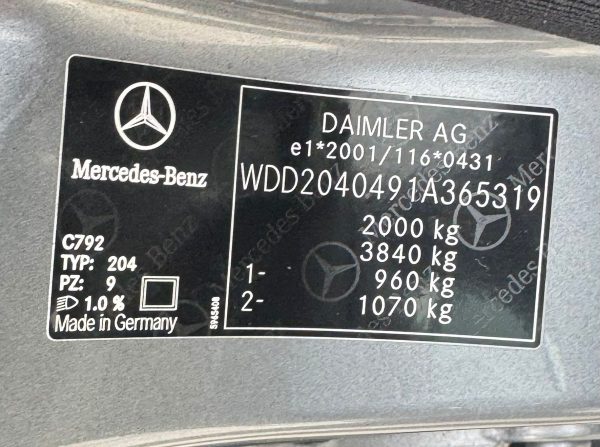 Mercedes-Benz
C792
TYP: 204
PZ: 9
1.0 %
Made in Germany
5965408
DAIMLER AG
e1*2001/116*0431
WDD2040491A365319
2000 kg
3840 kg
1- 960 kg
2- 1070 kg